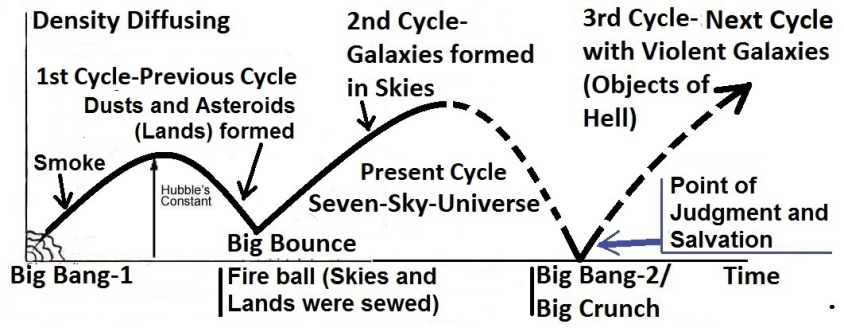 Density Diffusing
1st Cycle-Previous Cycle
Dusts and Asteroids
(Lands) formed
Smoke
Hubble's
Constant
Big Bang-1
2nd Cycle-
Galaxies formed
in Skies
Present Cycle
Seven-Sky-Universe
Big Bounce
Fire ball (Skies and
Lands were sewed)
3rd Cycle- Next Cycle
with Violent Galaxies
(Objects of
Hell)
Point of
Judgment and
Salvation
Big Bang-2/
Big Crunch
Time